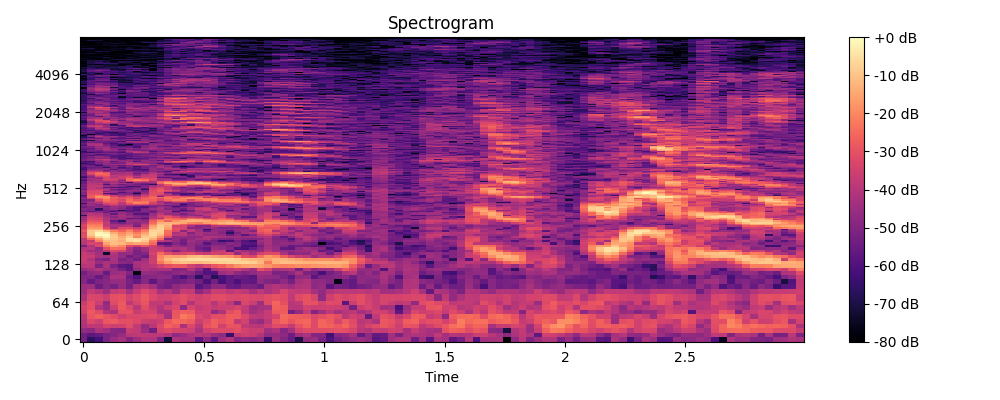 Spectrogram
4096
2048
1024
512
256
128
64
0
Hz
0
0.5
1
1.5
2
2.5
Time
+0 dB
-10 dB
-20 dB
-30 dB
-40 dB
-50 dB
-60 dB
-70 dB
-80 dB